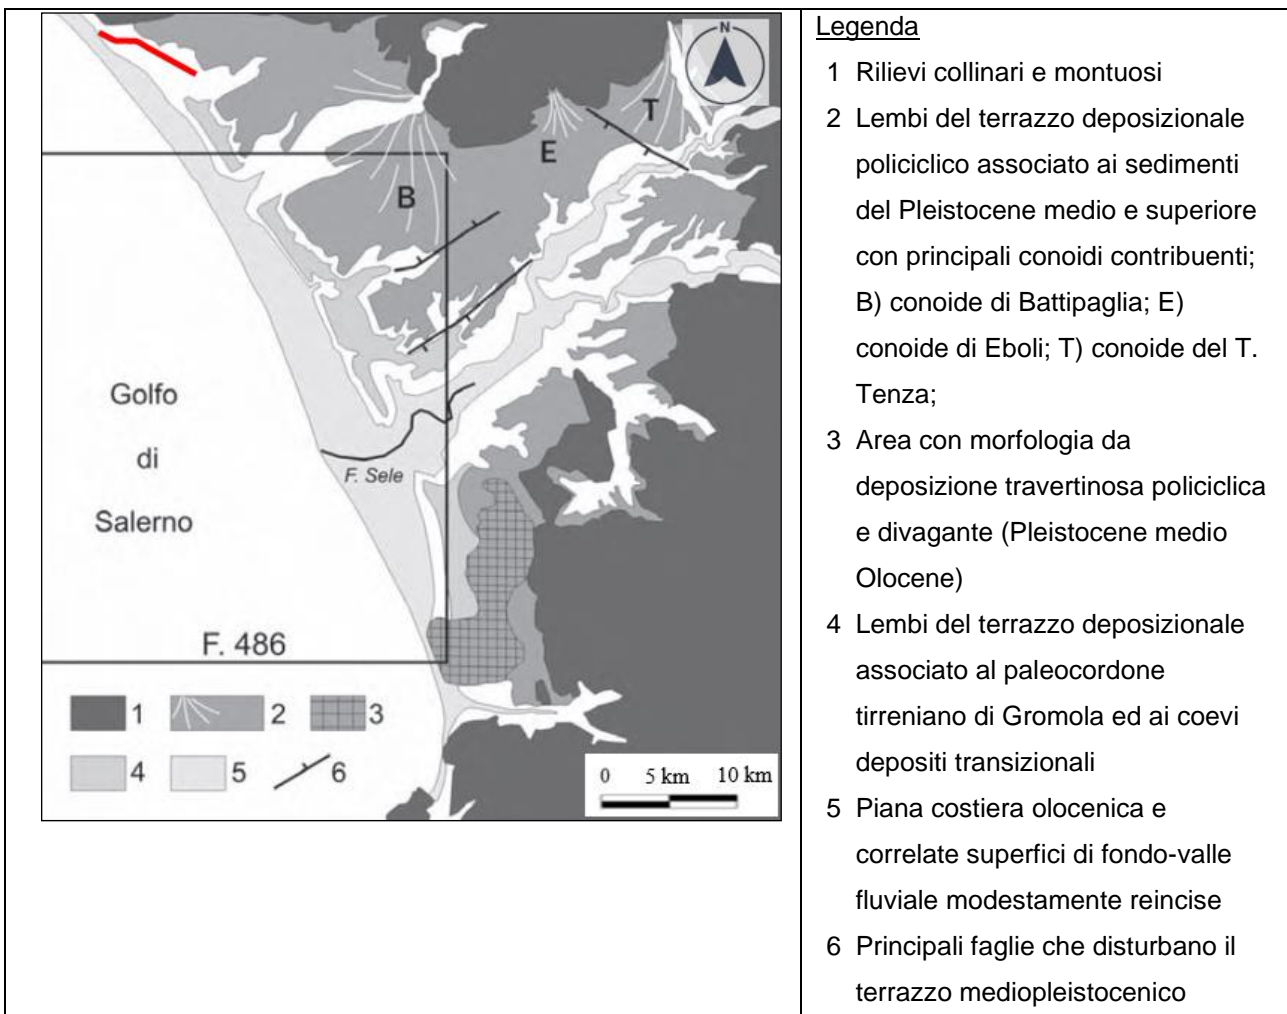 N
T
E
B
Golfo
di
Salerno
F. Sele
F. 486
1
2
3
4
5
6
0 5 km 10 km
Legenda
1 Rilievi collinari e montuosi
2 Lembi del terrazzo deposizionale
policiclico associato ai sedimenti
del Pleistocene medio e superiore
con principali conoidi contribuenti;
B) conoide di Battipaglia; E)
conoide di Eboli; T) conoide del T.
Tenza;
3 Area con morfologia da
deposizione travertinosa policiclica
e divagante (Pleistocene medio
Olocene)
4 Lembi del terrazzo deposizionale
associato al paleocordone
tirreniano di Gromola ed ai coevi
depositi transizionali
5 Piana costiera olocenica e
correlate superfici di fondo-valle
fluviale modestamente reincise
6 Principali faglie che disturbano il
terrazzo mediopleistocenico